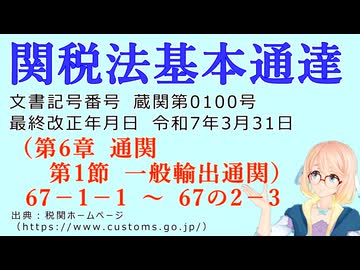 関税法基本通達
文書記号番号 蔵関第0100号
最終改正年月日 令和7年3月31日
(第6章 通関
第1節 一般輸出通関)
67-1-1 ~ 67の2-3
出典：税関ホームページ
(https://www.customs.go.jp/)